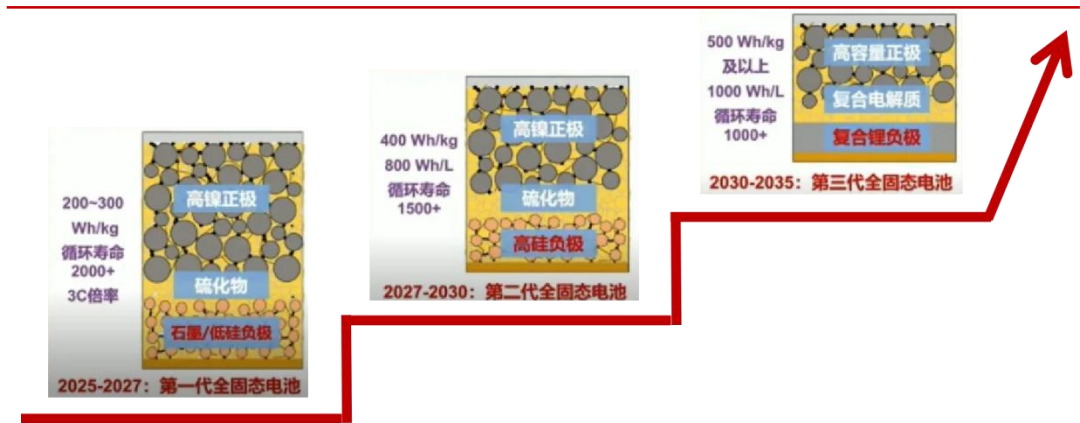 200~300
Wh/kg
循环寿命
2000+
3C倍率
高镍正极
硫化物
石墨/低硅负极
2025-2027：第一代全固态电池
400 Wh/kg
800 Wh/L
循环寿命
1500+
高镍正极
硫化物
高硅负极
2027-2030：第二代全固态电池
500 Wh/kg
及以上
1000 Wh/L
循环寿命
1000+
高容量正极
复合电解质
复合锂负极
2030-2035：第三代全固态电池